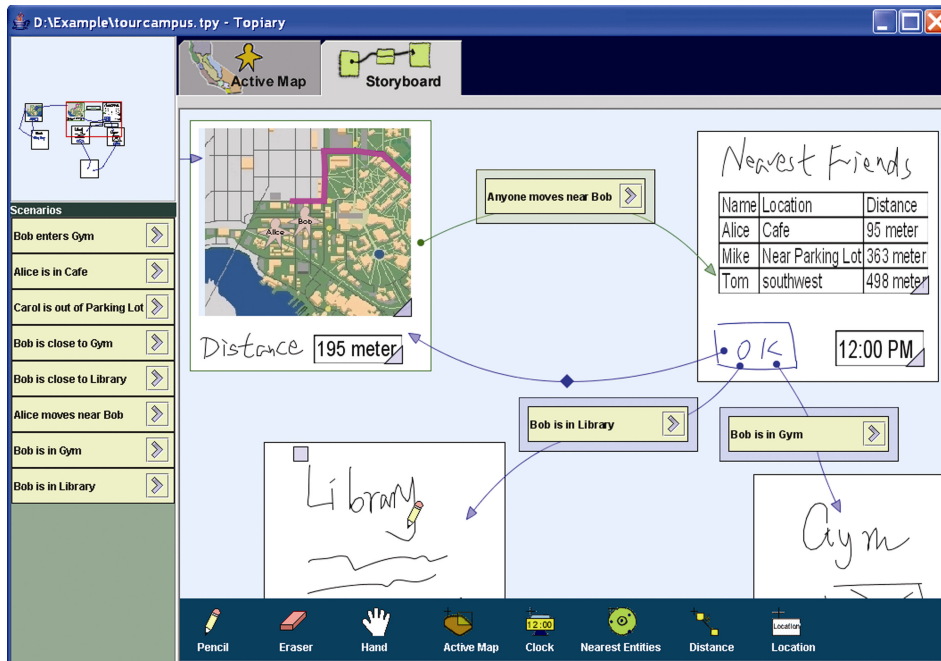 D:\Example\tourcampus.tpy - Topiary
Active Map
Storyboard
Scenarios
Bob enters Gym
Alice is in Cafe
Carol is out of Parking Lot
Bob is close to Gym
Bob is close to Library
Alice moves near Bob
Bob is in Gym
Bob is in Library
Alice
Bob
Distance 195 meter
Anyone moves near Bob
Nearest Friends
Name Location Distance
Alice Cafe 95 meter
Mike Near Parking Lot 363 meter
Tom southwest 498 meter
OK
12:00 PM
Bob is in Library
Bob is in Gym
Library
Gym
12:00
Location
Pencil Eraser Hand Active Map Clock Nearest Entities Distance Location